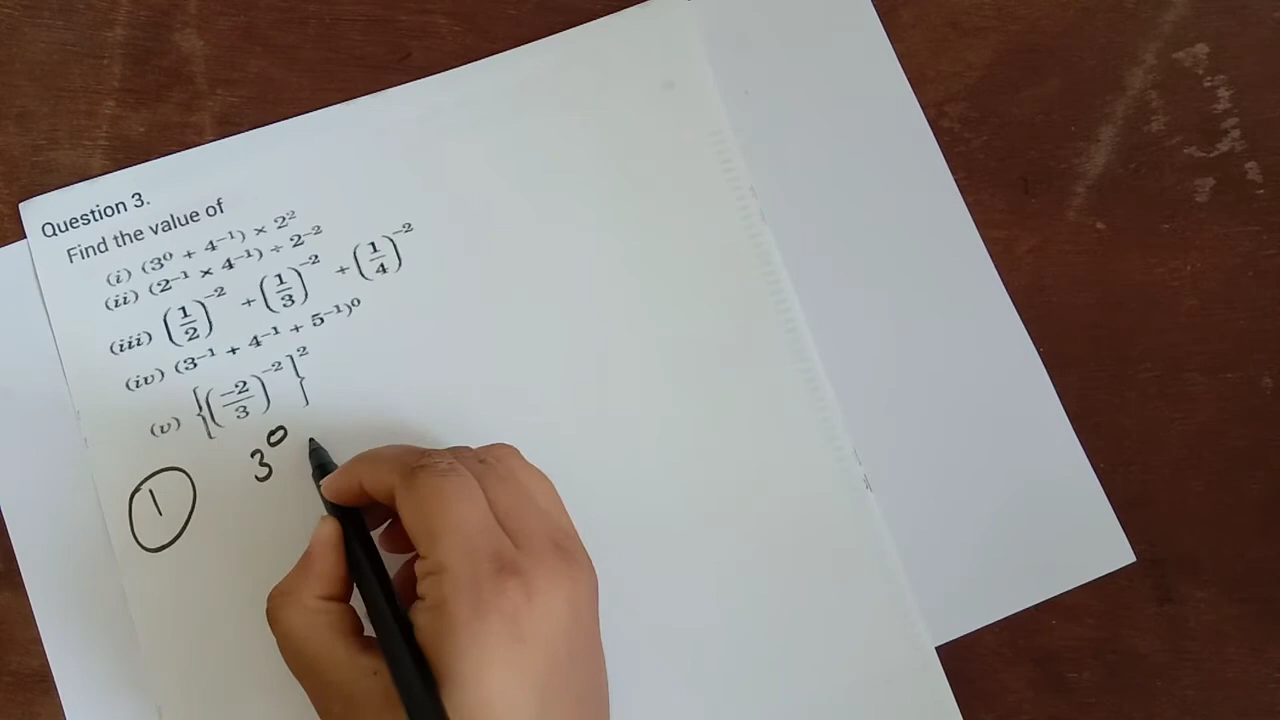 Question 3.
Find the value of
(i) (3⁰ + 4⁻¹) × 2²
(ii) (2⁻¹ × 4⁻¹) ÷ 2⁻²
(iii) (1/2)⁻² + (1/3)⁻² + (1/4)⁻²
(iv) (3⁻¹ + 4⁻¹ + 5⁻¹)⁰
(v) {(-2/3)⁻²}²
① 3⁰